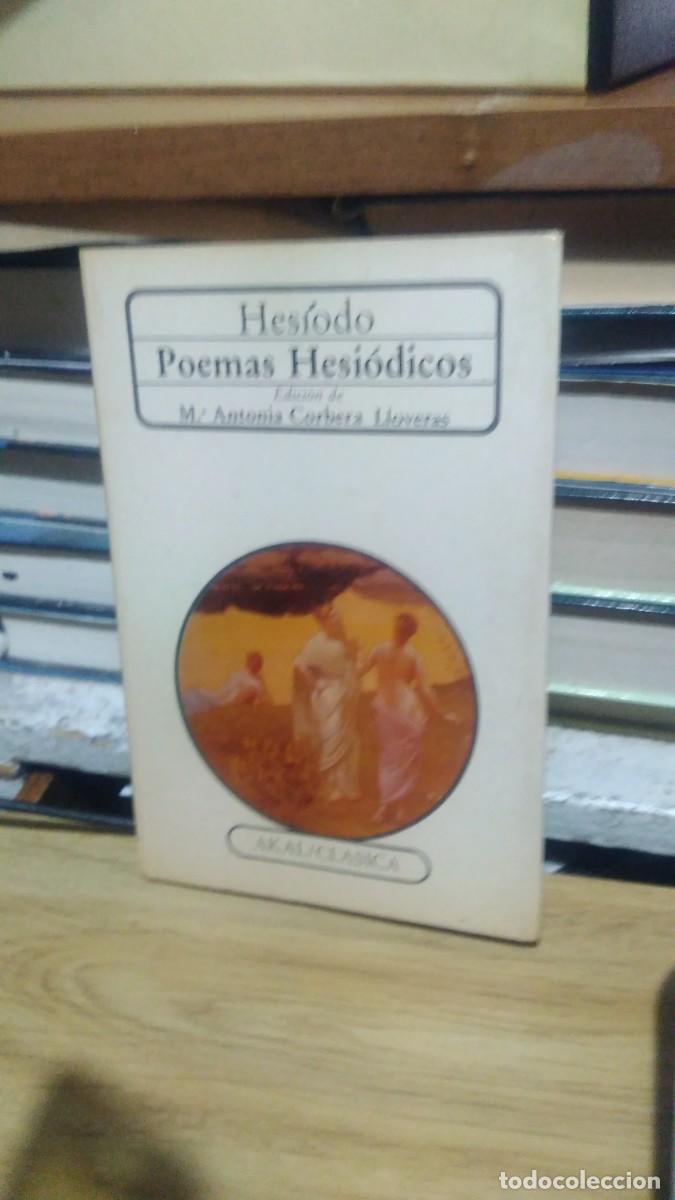 Hesíodo
Poemas Hesiódicos
Edición de
M.ª Antonia Corbera Lloveras
AKAL/CLASICA
todocoleccion